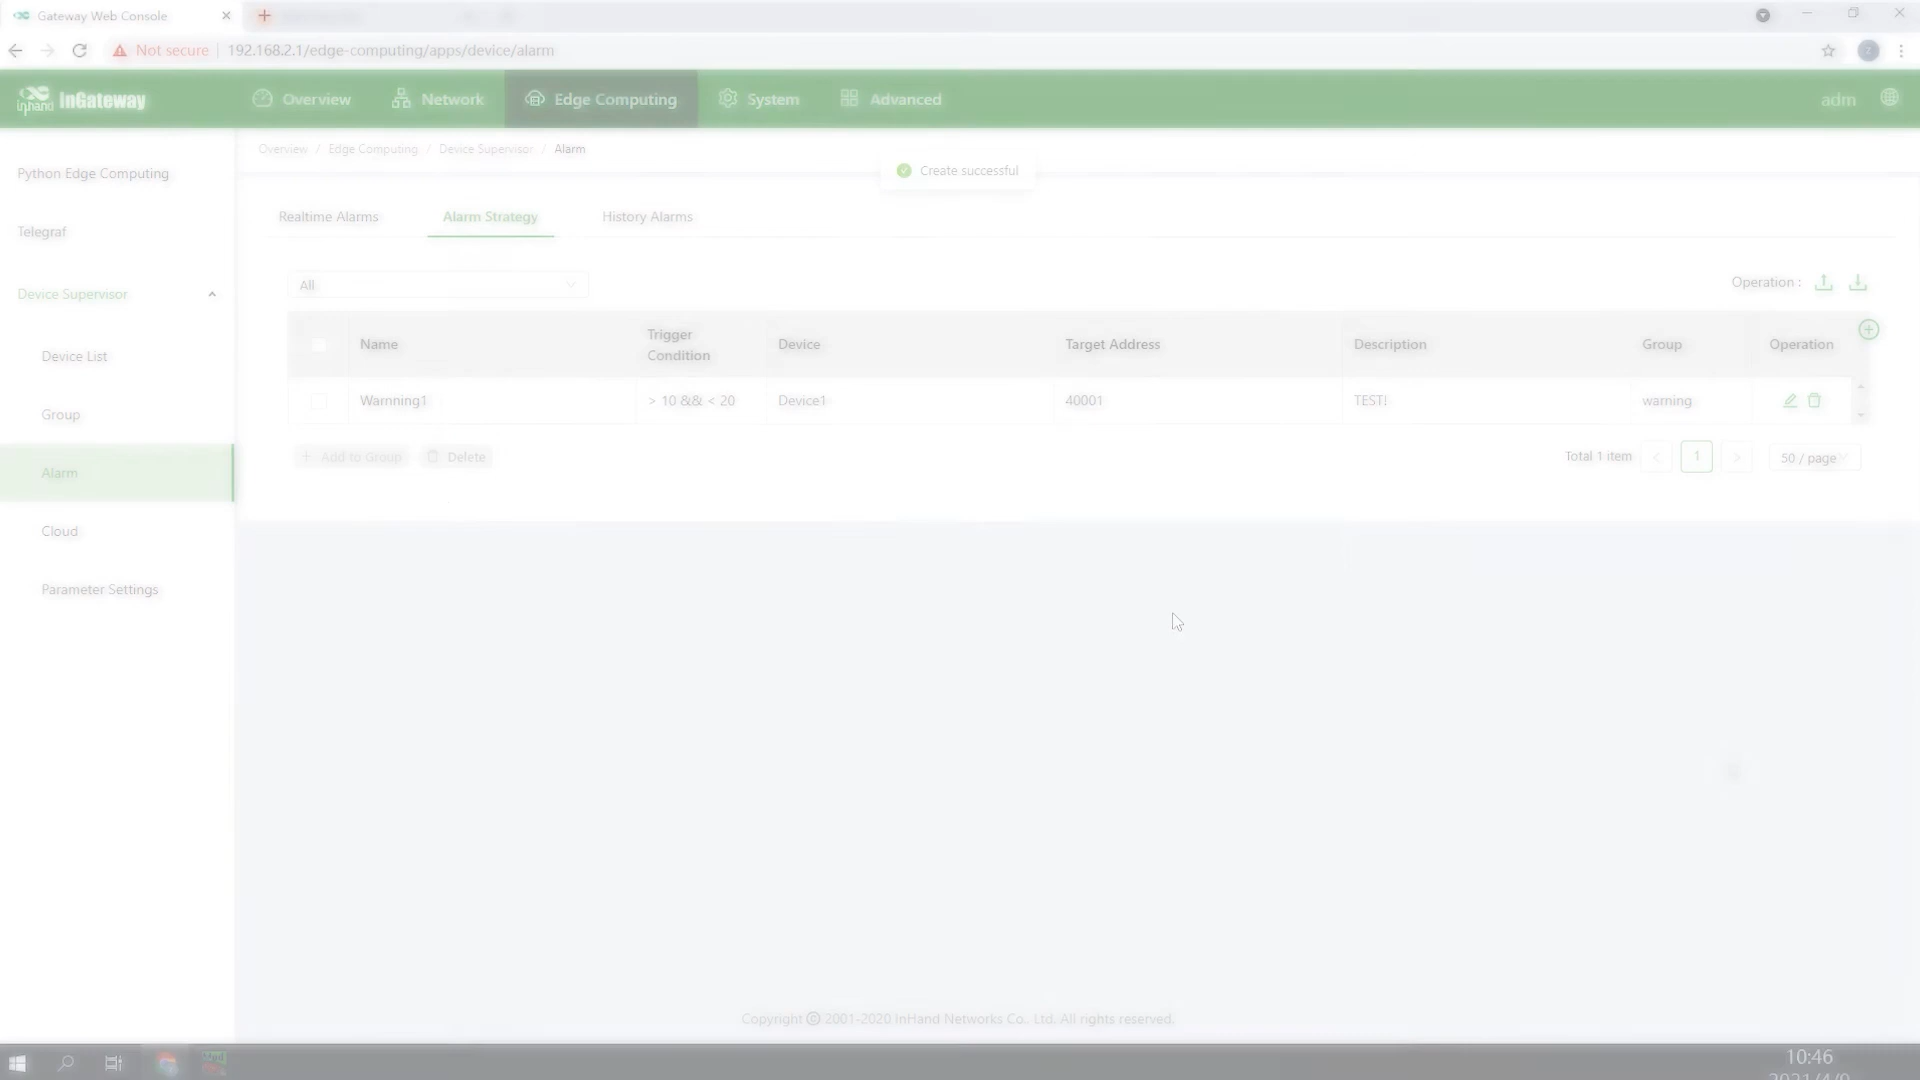 Gateway Web Console
Not secure | 192.168.2.1/edge-computing/apps/device/alarm
inhand InGateway
Overview
Network
Edge Computing
System
Advanced
adm
Overview / Edge Computing / Device Supervisor / Alarm
Create successful
Python Edge Computing
Telegraf
Device Supervisor
Device List
Group
Alarm
Cloud
Parameter Settings
Realtime Alarms
Alarm Strategy
History Alarms
All
Operation :
Name
Trigger
Condition
Device
Target Address
Description
Group
Operation
Warnning1
> 10 && < 20
Device1
40001
TEST!
warning
+ Add to Group
Delete
Total 1 item
< 1 >
50 / page
Copyright © 2001-2020 InHand Networks Co., Ltd. All rights reserved.
10:46